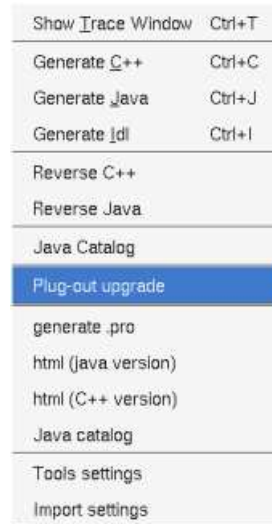 Show Trace Window Ctrl+T
Generate C++ Ctrl+C
Generate Java Ctrl+J
Generate Idl Ctrl+I
Reverse C++
Reverse Java
Java Catalog
Plug-out upgrade
generate .pro
html (java version)
html (C++ version)
Java catalog
Tools settings
Import settings